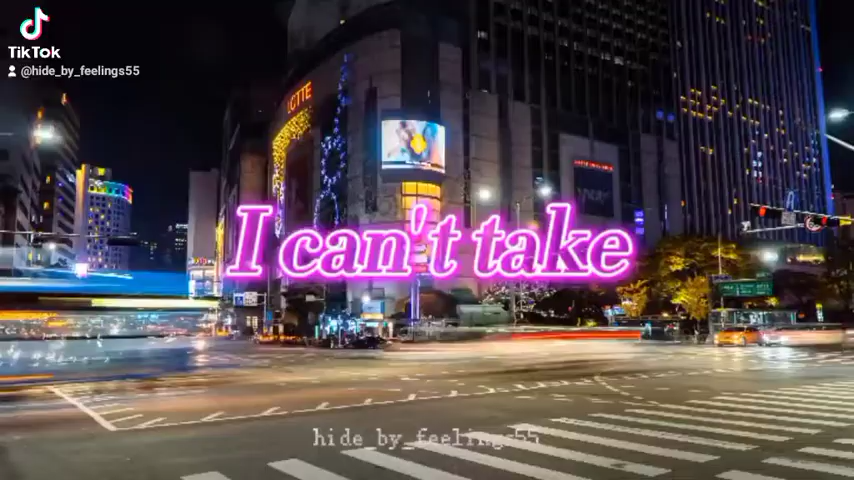 TikTok
@hide_by_feelings55
LOTTE
I can't take
hide_by_feelings55